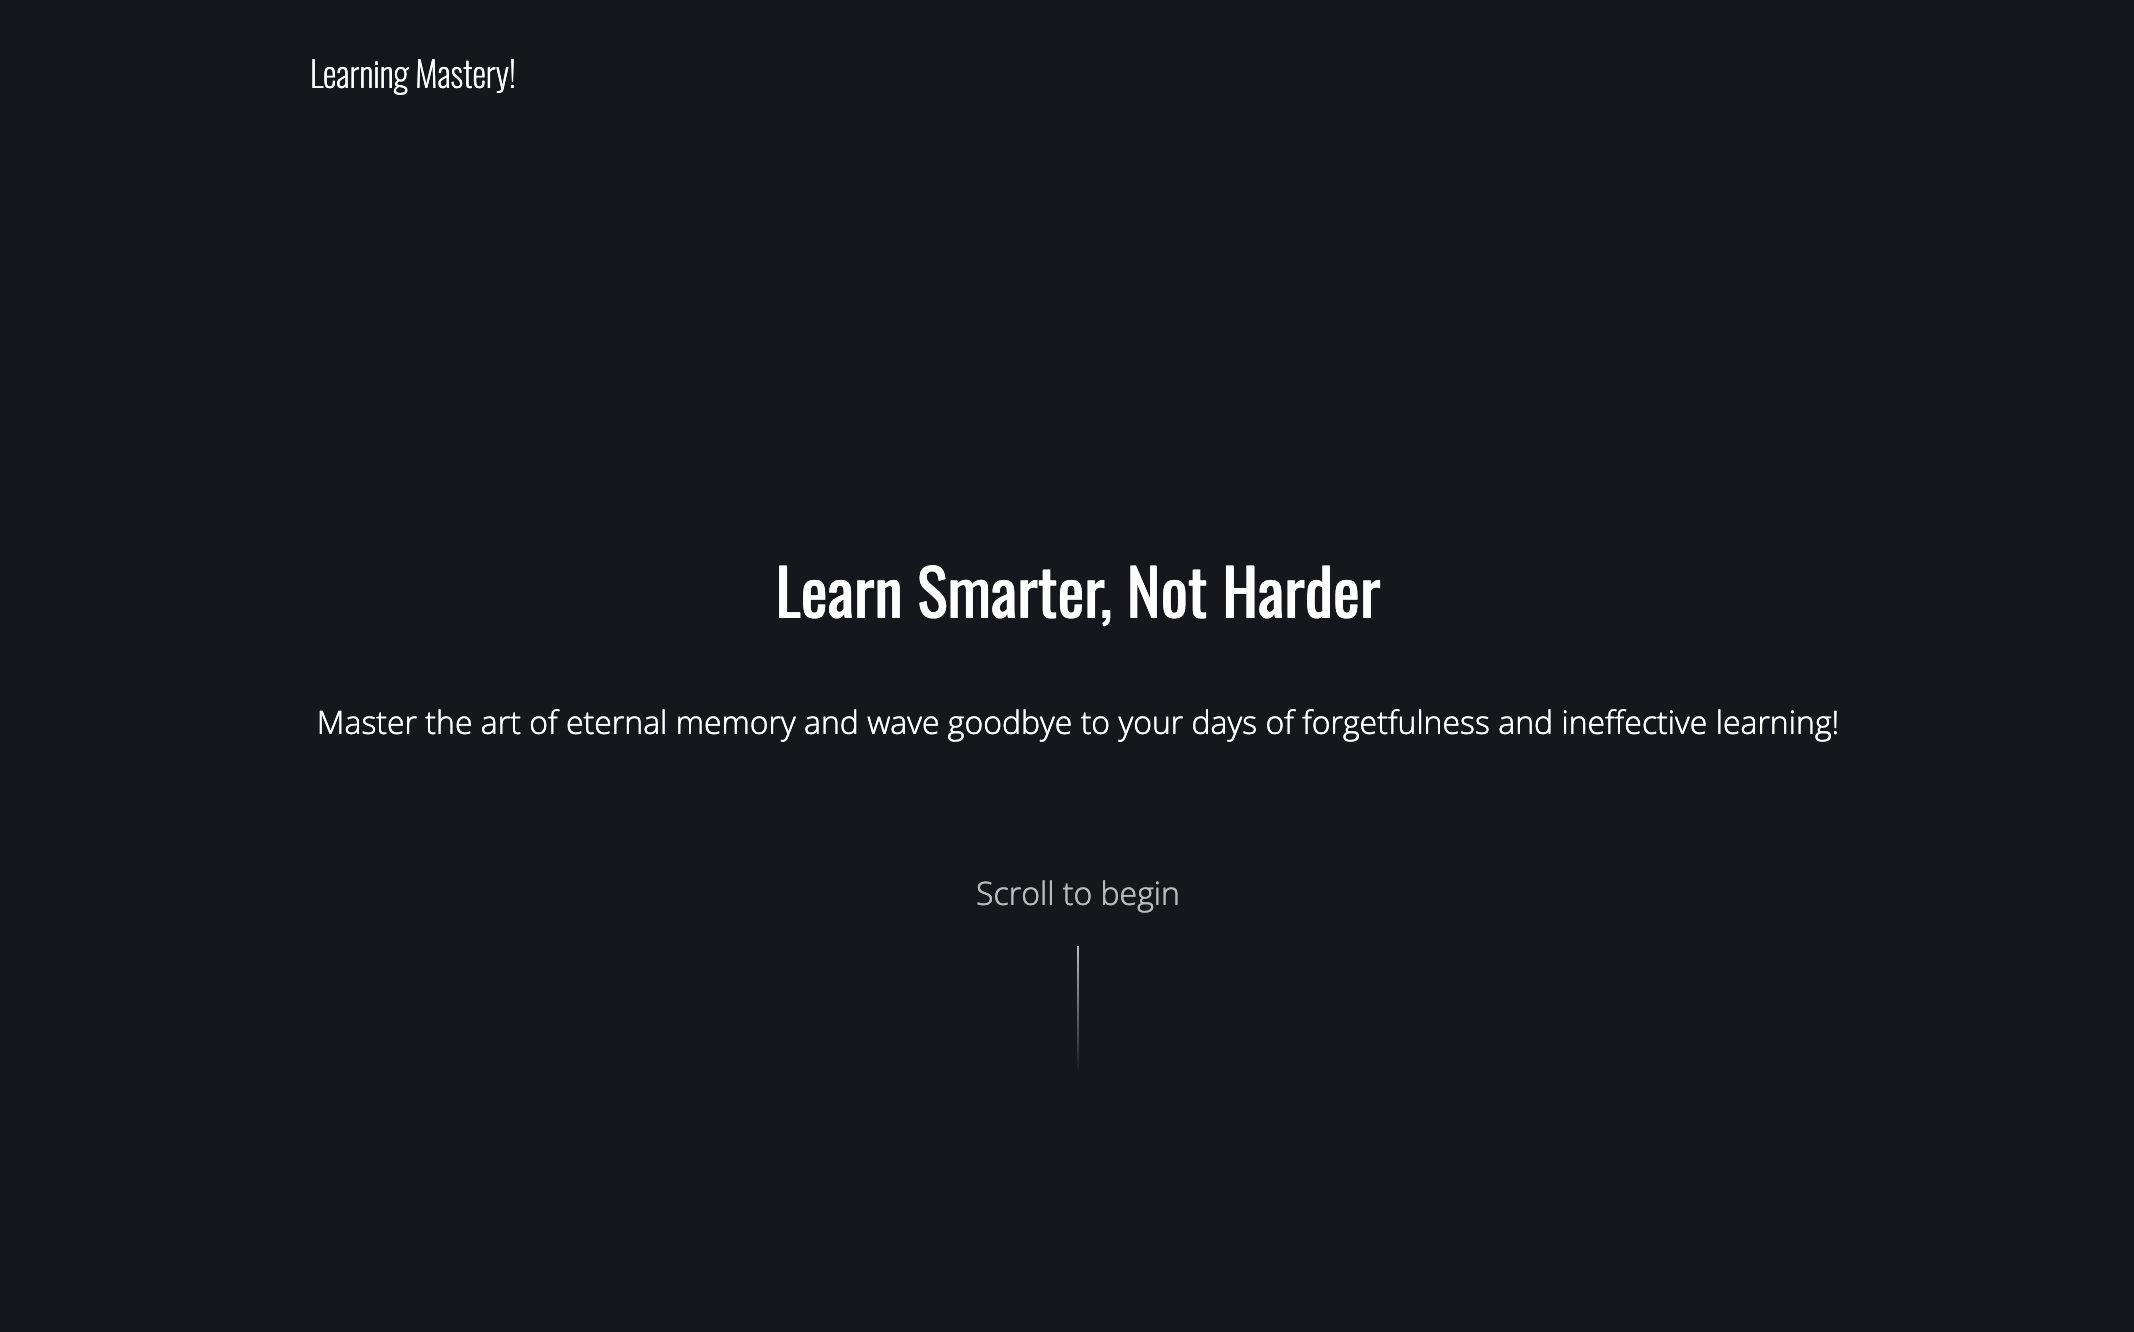 Learning Mastery!
Learn Smarter, Not Harder
Master the art of eternal memory and wave goodbye to your days of forgetfulness and ineffective learning!
Scroll to begin